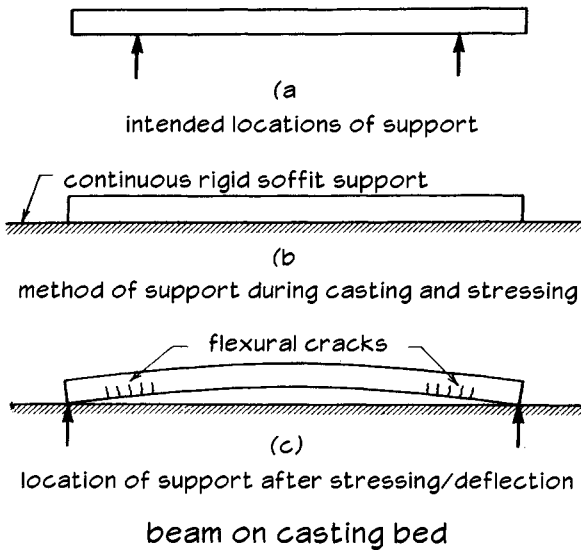 (a
intended locations of support
continuous rigid soffit support
(b
method of support during casting and stressing
flexural cracks
(c)
location of support after stressing/deflection
beam on casting bed